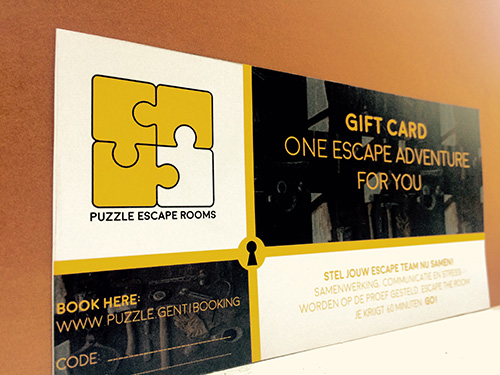 PUZZLE ESCAPE ROOMS
GIFT CARD
ONE ESCAPE ADVENTURE
FOR YOU
BOOK HERE:
WWW PUZZLE GENT|BOOKING
CODE:
STEL JOUW ESCAPE TEAM NU SAMEN!
SAMENWERKING, COMMUNICATIE EN STRESS
WORDEN OP DE PROEF GESTELD. ESCAPE THE ROOM!
JE KRIJGT 60 MINUTEN. GO!